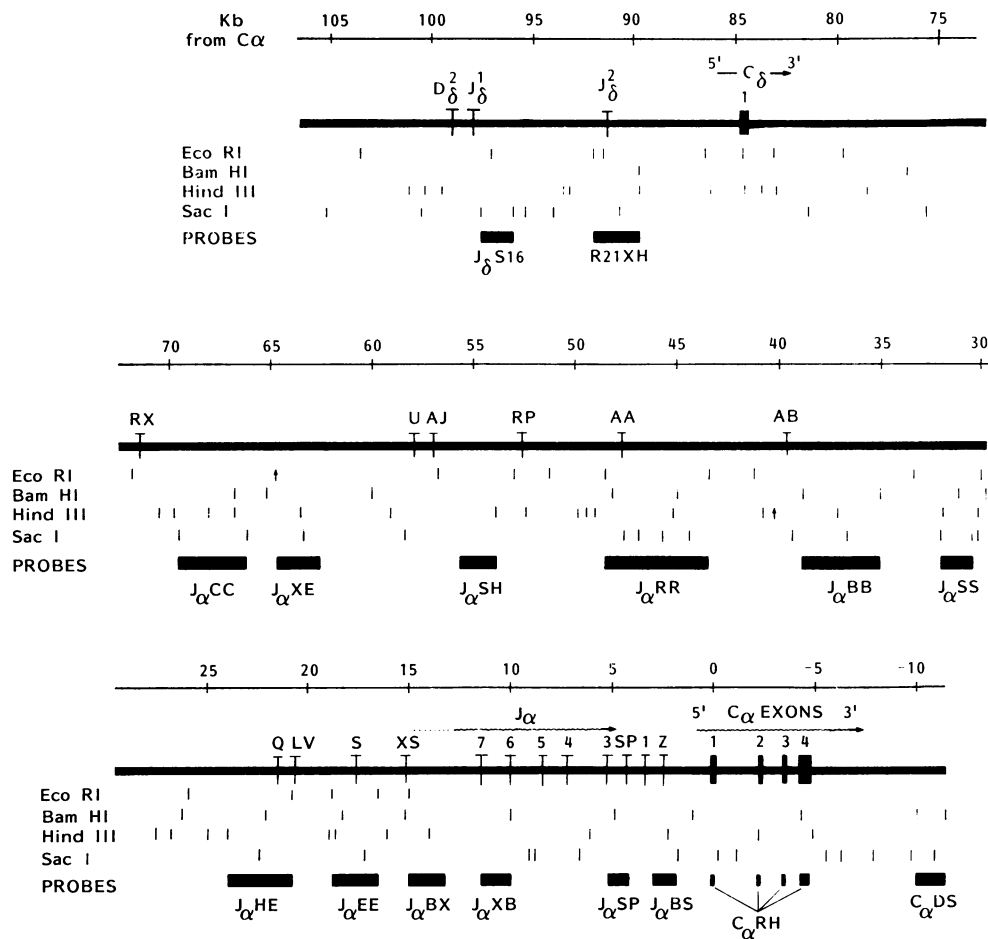 Kb from Cα
105 100 95 90 85 80 75
5' Cδ 3'
D²δ J¹δ J²δ 1
Eco RI
Bam HI
Hind III
Sac I
PROBES
JδS16 R21XH
70 65 60 55 50 45 40 35 30
RX U AJ RP AA AB
Eco RI
Bam HI
Hind III
Sac I
PROBES
JαCC JαXE JαSH JαRR JαBB JαSS
25 20 15 10 5 0 -5 -10
Jα 5' Cα EXONS 3'
Q LV S XS 7 6 5 4 3 SP 1 Z 1 2 3 4
Eco RI
Bam HI
Hind III
Sac I
PROBES
JαHE JαEE JαBX JαXB JαSP JαBS CαRH CαDS